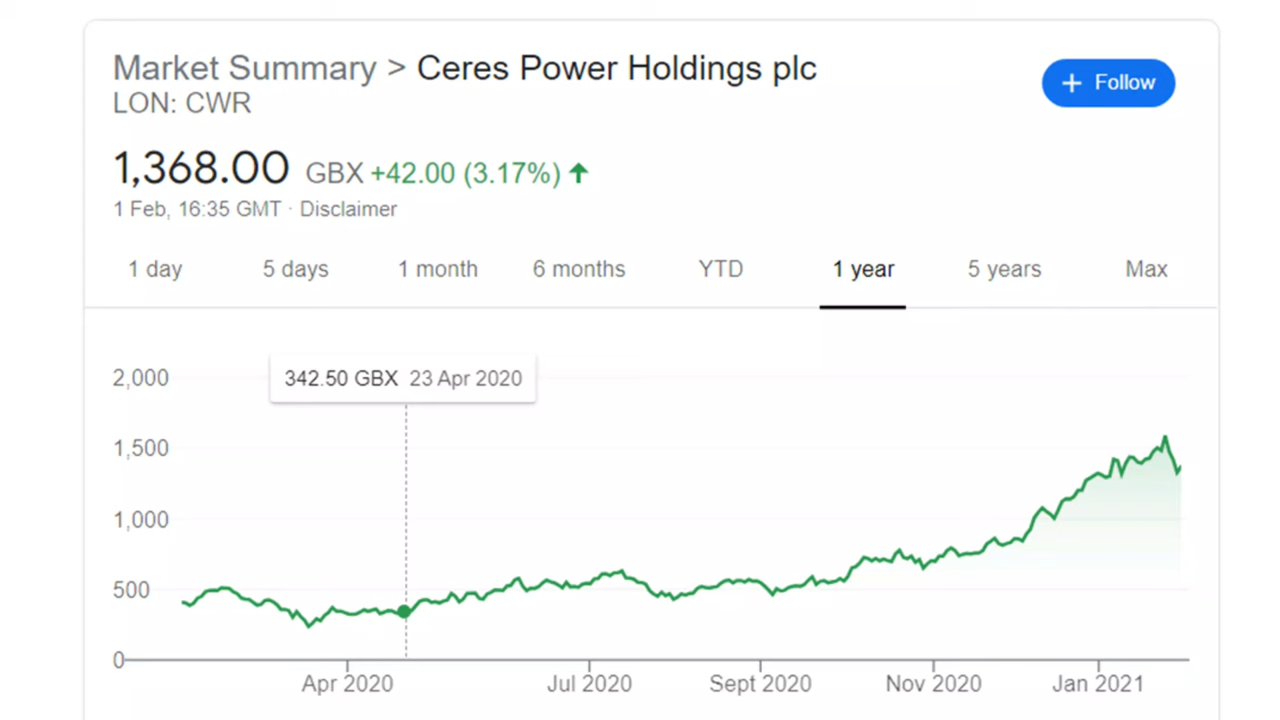 Market Summary > Ceres Power Holdings plc
LON: CWR
+ Follow
1,368.00 GBX +42.00 (3.17%) ↑
1 Feb, 16:35 GMT · Disclaimer
1 day 5 days 1 month 6 months YTD 1 year 5 years Max
342.50 GBX 23 Apr 2020
2,000
1,500
1,000
500
0
Apr 2020 Jul 2020 Sept 2020 Nov 2020 Jan 2021